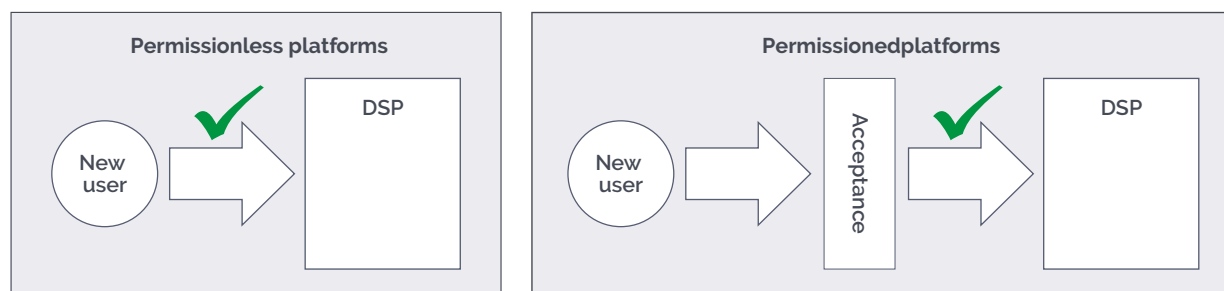 Permissionless platforms
New
user
DSP
Permissionedplatforms
New
user
Acceptance
DSP